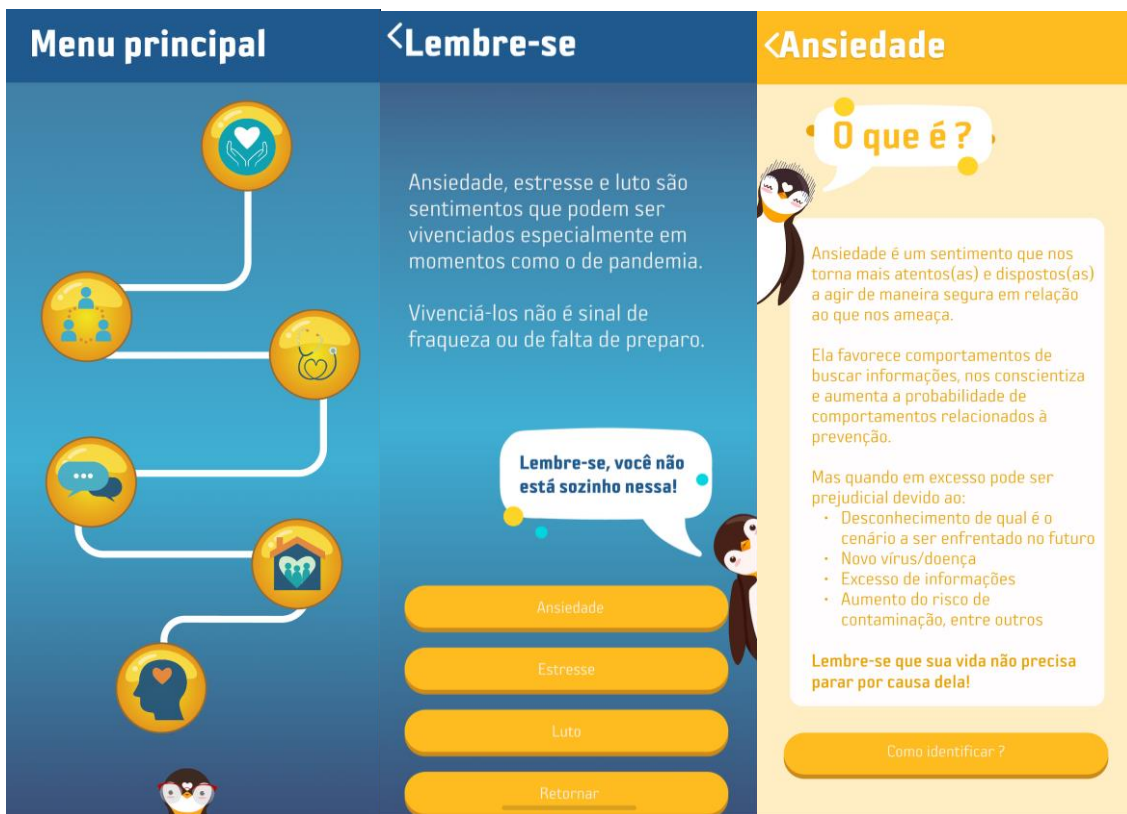 Menu principal
Lembre-se
Ansiedade, estresse e luto são
sentimentos que podem ser
vivenciados especialmente em
momentos como o de pandemia.
Vivenciá-los não é sinal de
fraqueza ou de falta de preparo.
Lembre-se, você não
está sozinho nessa!
Ansiedade
Estresse
Luto
Retornar
Ansiedade
O que é ?
Ansiedade é um sentimento que nos
torna mais atentos(as) e dispostos(as)
a agir de maneira segura em relação
ao que nos ameaça.
Ela favorece comportamentos de
buscar informações, nos conscientiza
e aumenta a probabilidade de
comportamentos relacionados à
prevenção.
Mas quando em excesso pode ser
prejudicial devido ao:
• Desconhecimento de qual é o
cenário a ser enfrentado no futuro
• Novo vírus/doença
• Excesso de informações
• Aumento do risco de
contaminação, entre outros
Lembre-se que sua vida não precisa
parar por causa dela!
Como identificar ?